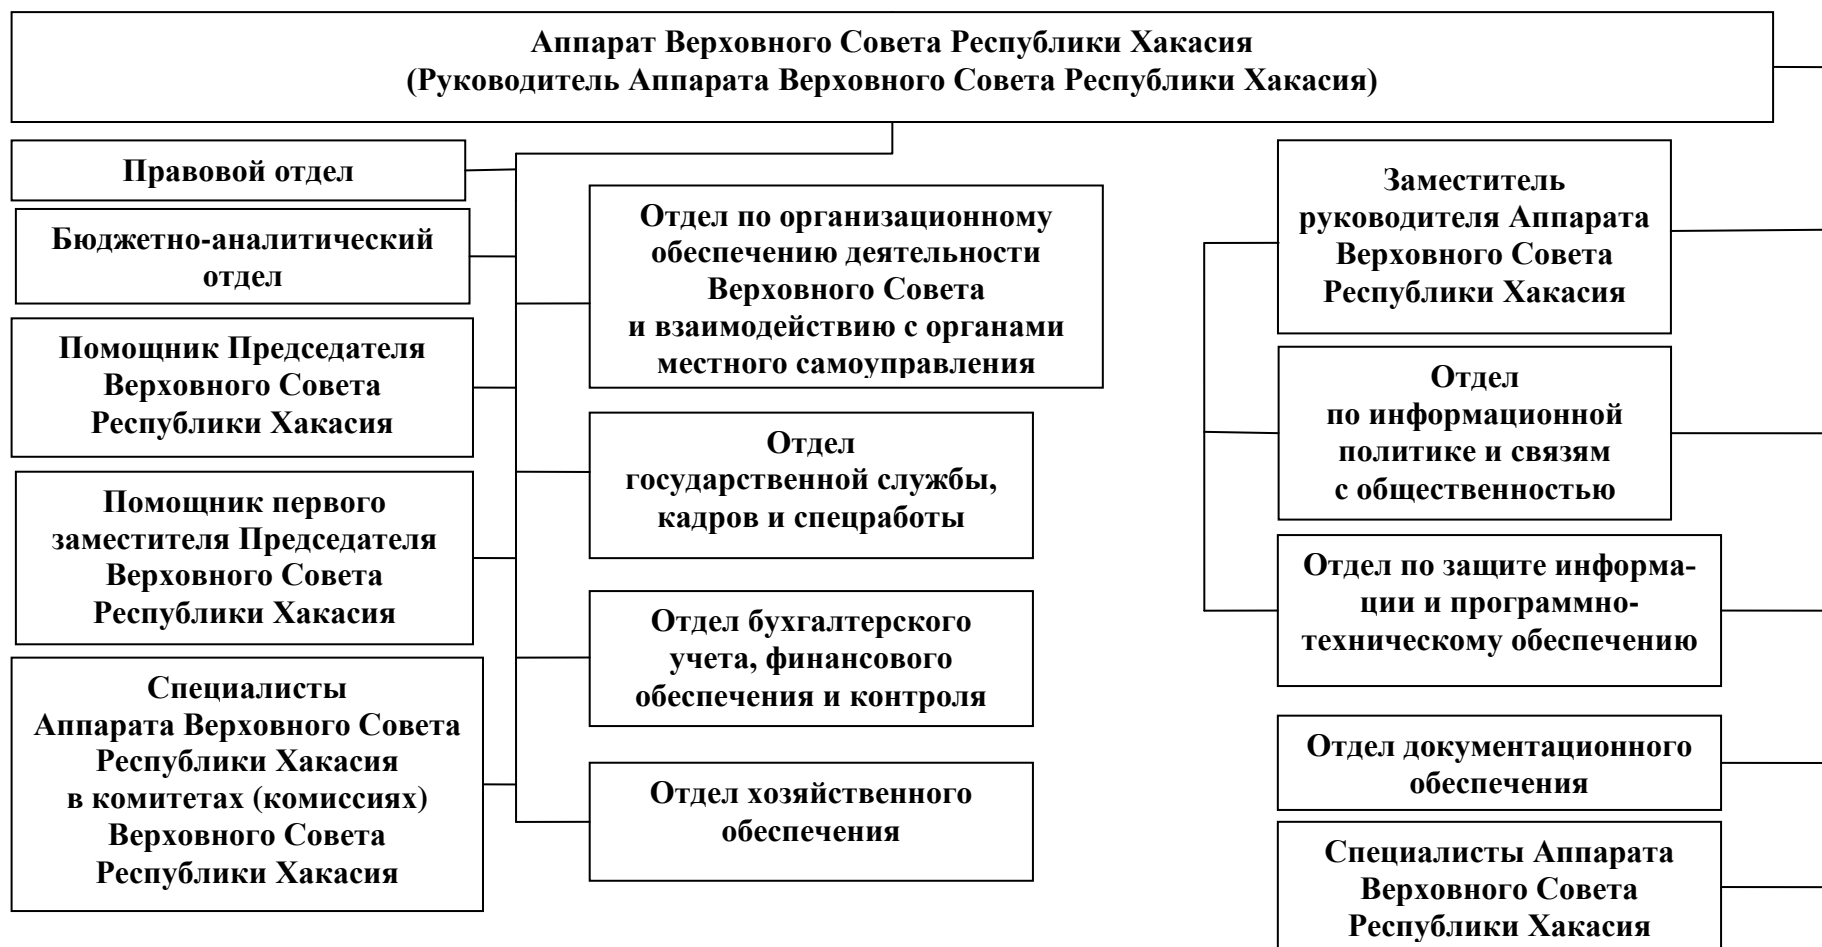 Аппарат Верховного Совета Республики Хакасия
(Руководитель Аппарата Верховного Совета Республики Хакасия)
Правовой отдел
Бюджетно-аналитический
отдел
Помощник Председателя
Верховного Совета
Республики Хакасия
Помощник первого
заместителя Председателя
Верховного Совета
Республики Хакасия
Специалисты
Аппарата Верховного Совета
Республики Хакасия
в комитетах (комиссиях)
Верховного Совета
Республики Хакасия
Отдел по организационному
обеспечению деятельности
Верховного Совета
и взаимодействию с органами
местного самоуправления
Отдел
государственной службы,
кадров и спецработы
Отдел бухгалтерского
учета, финансового
обеспечения и контроля
Отдел хозяйственного
обеспечения
Заместитель
руководителя Аппарата
Верховного Совета
Республики Хакасия
Отдел
по информационной
политике и связям
с общественностью
Отдел по защите информа-
ции и программно-
техническому обеспечению
Отдел документационного
обеспечения
Специалисты Аппарата
Верховного Совета
Республики Хакасия